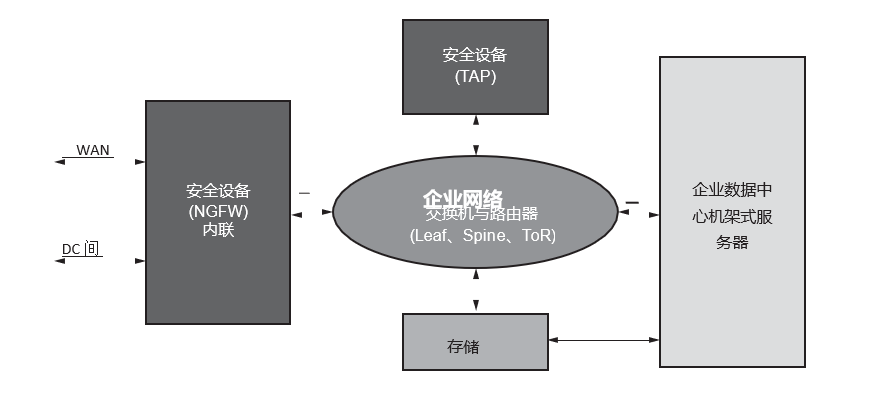 安全设备
(TAP)
WAN
DC 间
安全设备
(NGFW)
内联
企业网络
交换机与路由器
(Leaf、Spine、ToR)
企业数据中
心机架式服
务器
存储